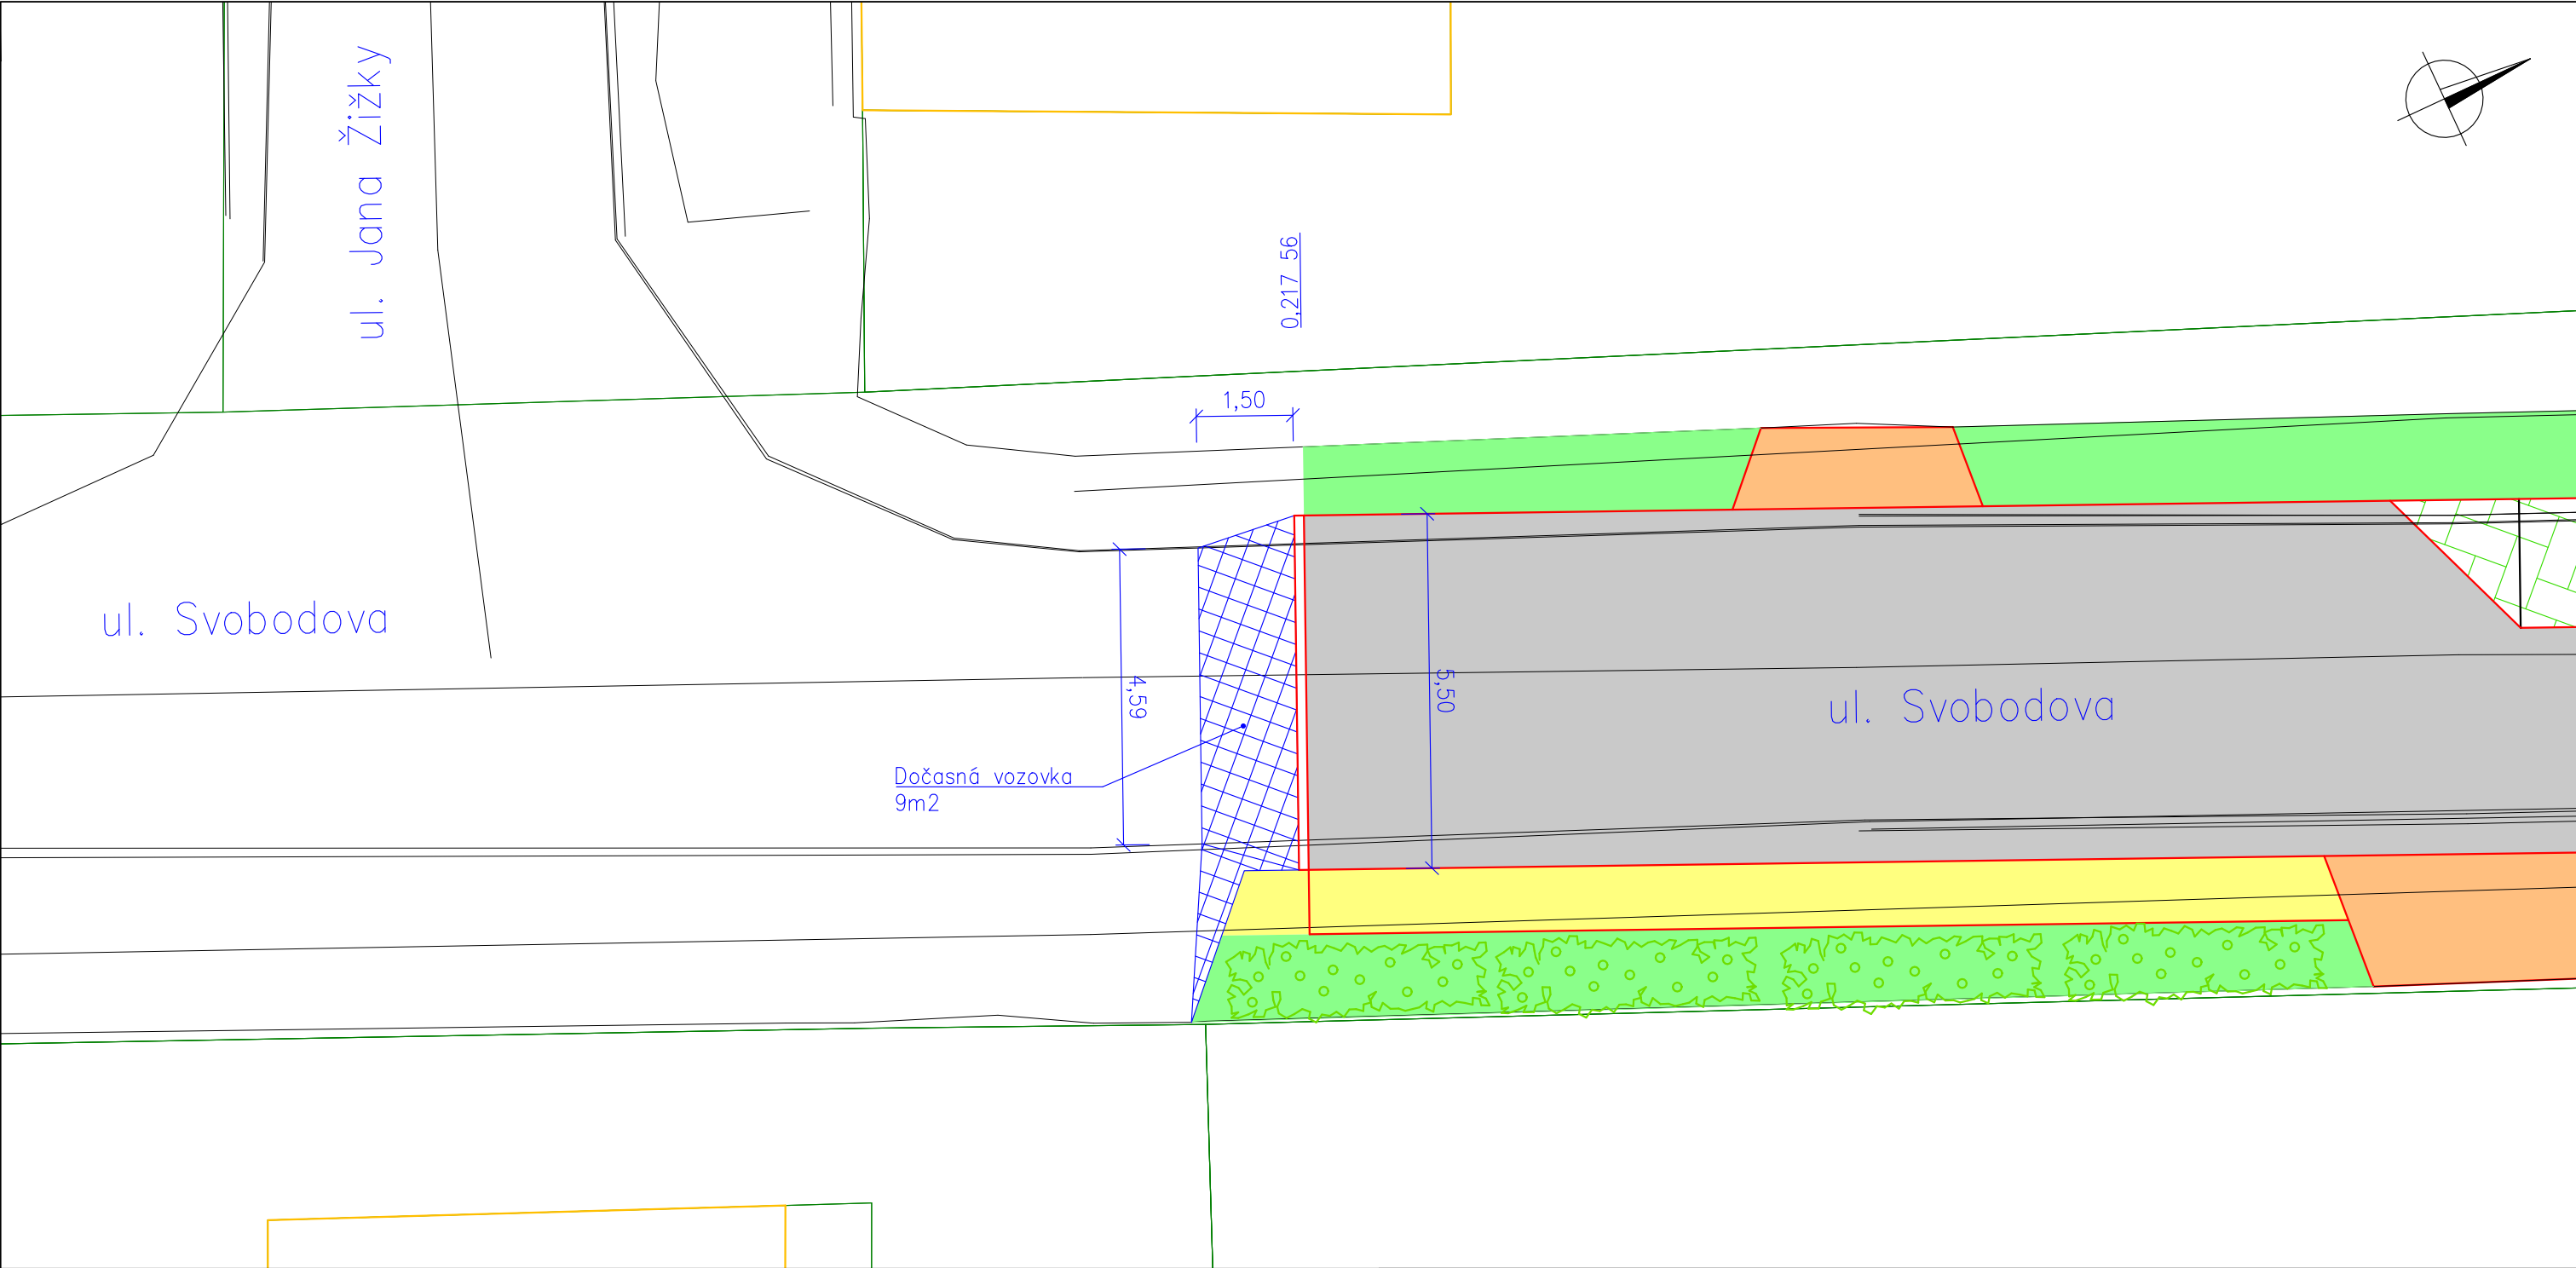 ul. Jana Žižky
0,217 56
1,50
ul. Svobodova
4,59
5,50
ul. Svobodova
Dočasná vozovka
9m2